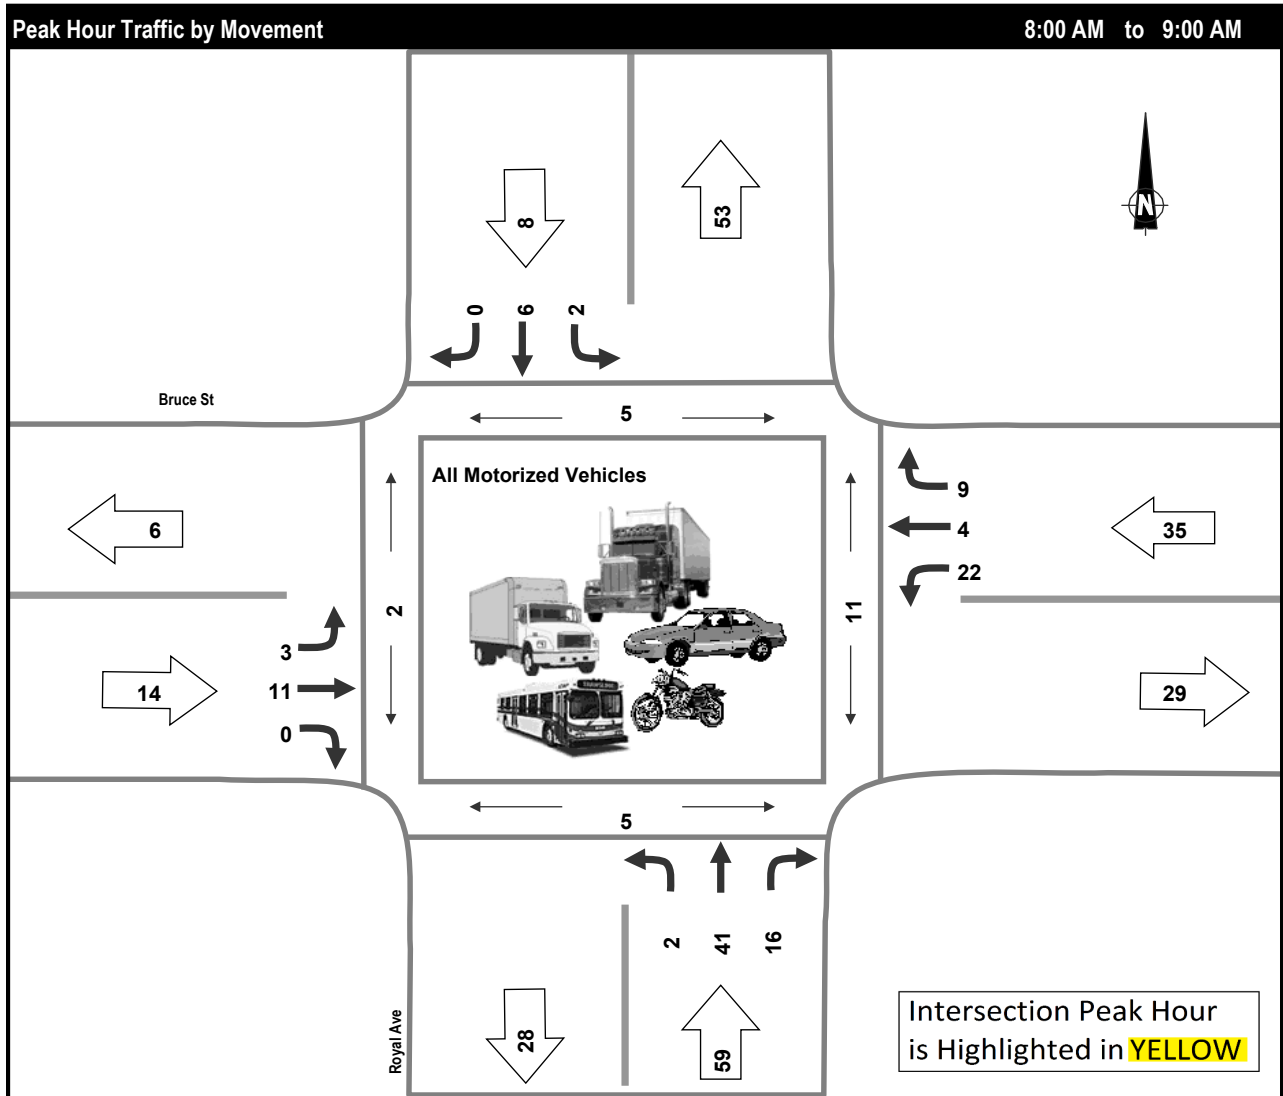 Peak Hour Traffic by Movement
8:00 AM to 9:00 AM
8
53
N
0 6 2
Bruce St
5
All Motorized Vehicles
9
6
4
35
22
2
11
3
14
11
29
0
5
2 41 16
Royal Ave
28
59
Intersection Peak Hour
is Highlighted in YELLOW